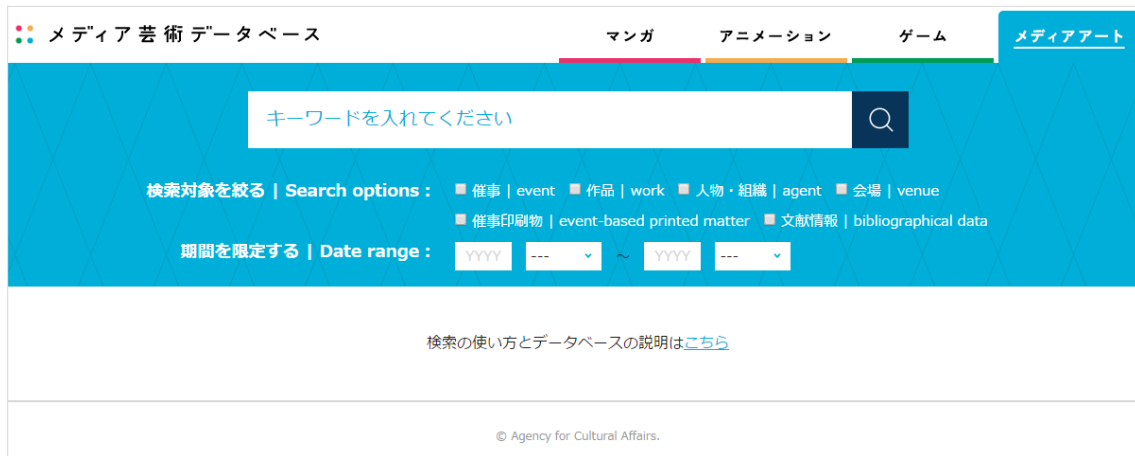 メディア芸術データベース
マンガ アニメーション ゲーム メディアアート
キーワードを入れてください
検索対象を絞る | Search options : 催事 | event 作品 | work 人物・組織 | agent 会場 | venue
催事印刷物 | event-based printed matter 文献情報 | bibliographical data
期間を限定する | Date range : YYYY --- ～ YYYY ---
検索の使い方とデータベースの説明はこちら
© Agency for Cultural Affairs.